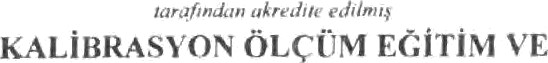 tarafından akredite edilmiş
KALİBRASYON ÖLÇÜM EĞİTİM VE